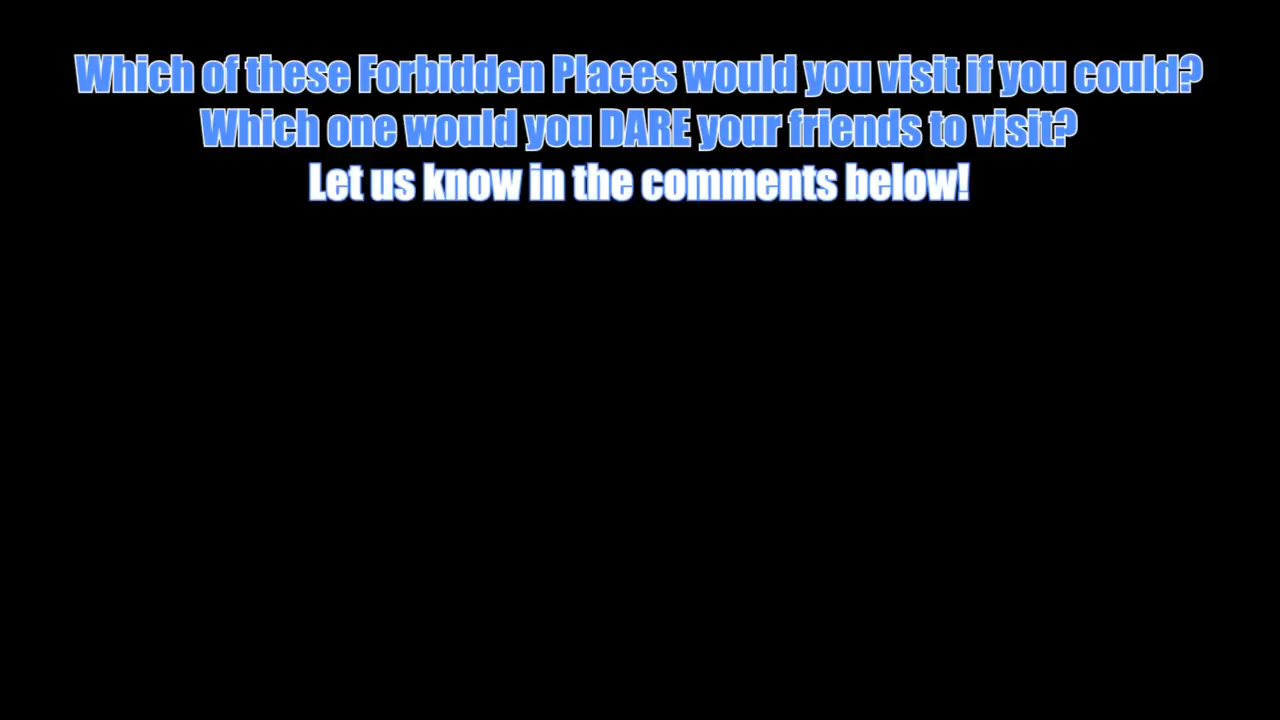 Which of these Forbidden Places would you visit if you could?
Which one would you DARE your friends to visit?
Let us know in the comments below!